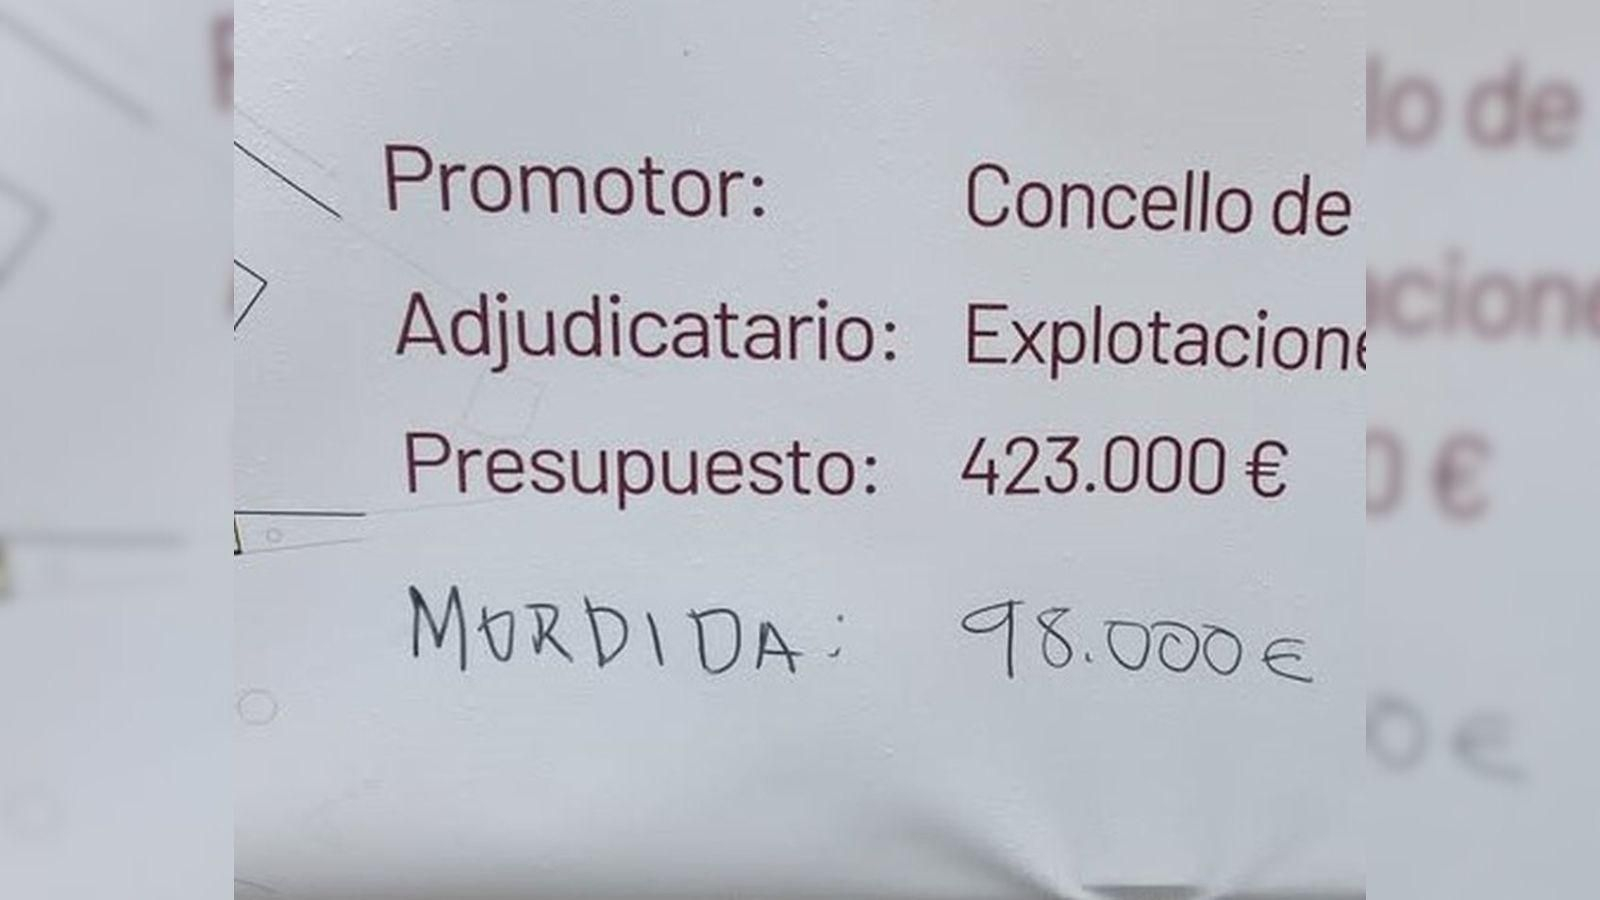 Promotor: Concello de
Adjudicatario: Explotacione
Presupuesto: 423.000 €
MORDIDA: 98.000 €